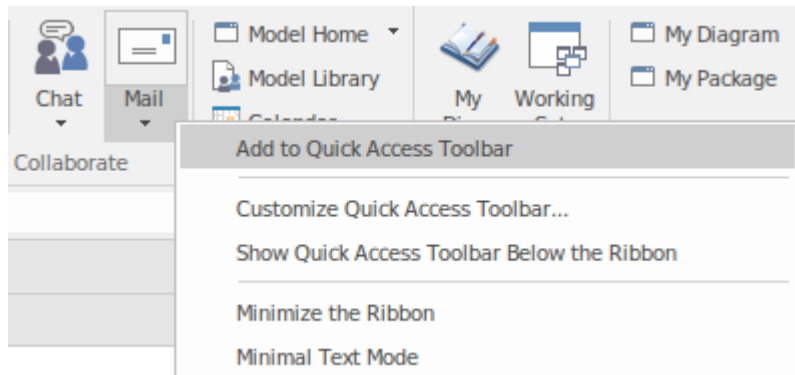 Model Home
My Diagram
Model Library
My Package
Chat
Mail
My
Working
Calendar
Collaborate
Add to Quick Access Toolbar
Customize Quick Access Toolbar...
Show Quick Access Toolbar Below the Ribbon
Minimize the Ribbon
Minimal Text Mode